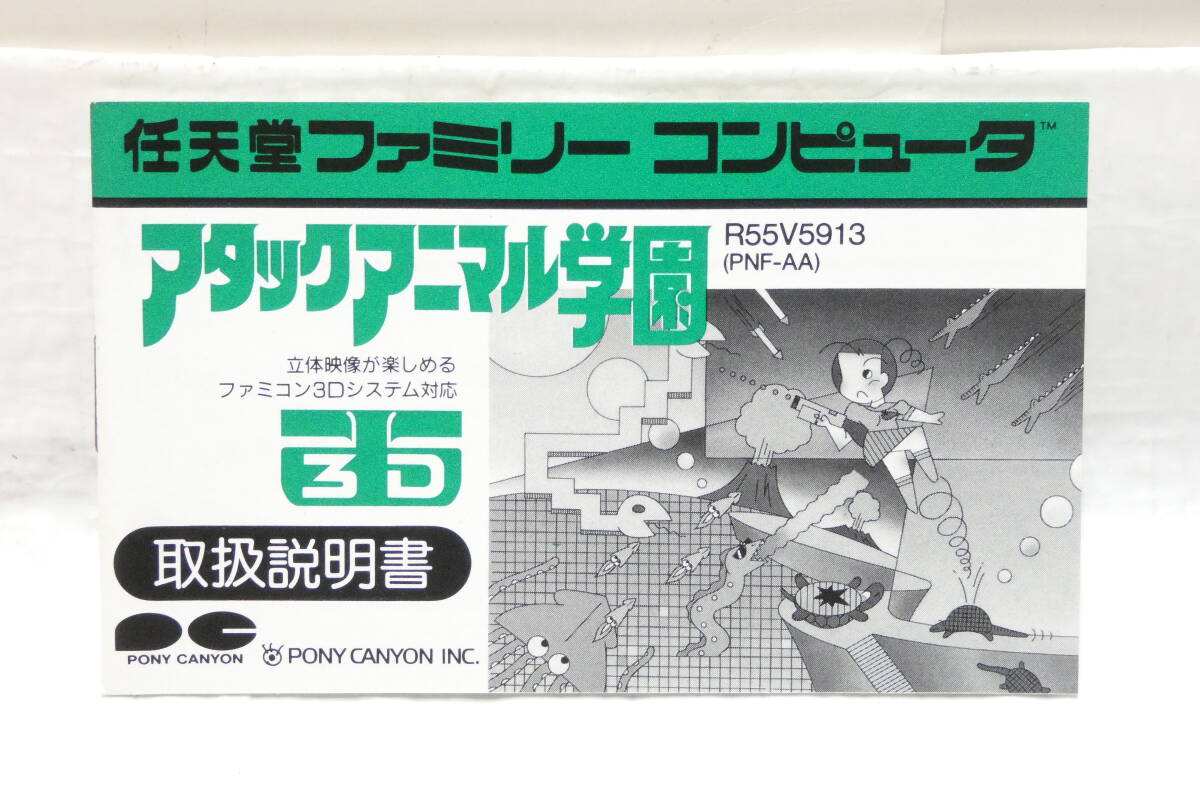 任天堂ファミリー コンピュータ™
アタックアニマル学園
R55V5913
(PNF-AA)
立体映像が楽しめる
ファミコン3Dシステム対応
3D
取扱説明書
PONY CANYON
PONY CANYON INC.